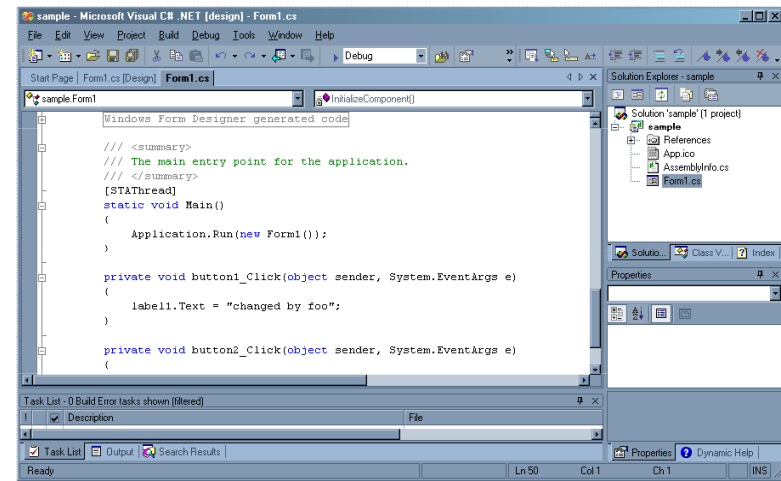 sample - Microsoft Visual C# .NET [design] - Form1.cs
File Edit View Project Build Debug Tools Window Help
Debug
Start Page Form1.cs [Design] Form1.cs
sample.Form1 InitializeComponent()
Windows Form Designer generated code
/// <summary>
/// The main entry point for the application.
/// </summary>
[STAThread]
static void Main()
{
Application.Run(new Form1());
}
private void button1_Click(object sender, System.EventArgs e)
{
label1.Text = "changed by foo";
}
private void button2_Click(object sender, System.EventArgs e)
{
Solution Explorer - sample
Solution 'sample' (1 project)
sample
References
App.ico
AssemblyInfo.cs
Form1.cs
Solutio... Class V... Index
Properties
Task List - 0 Build Error tasks shown (filtered)
! Description File
Task List Output Search Results
Properties Dynamic Help
Ready Ln 50 Col 1 Ch 1 INS